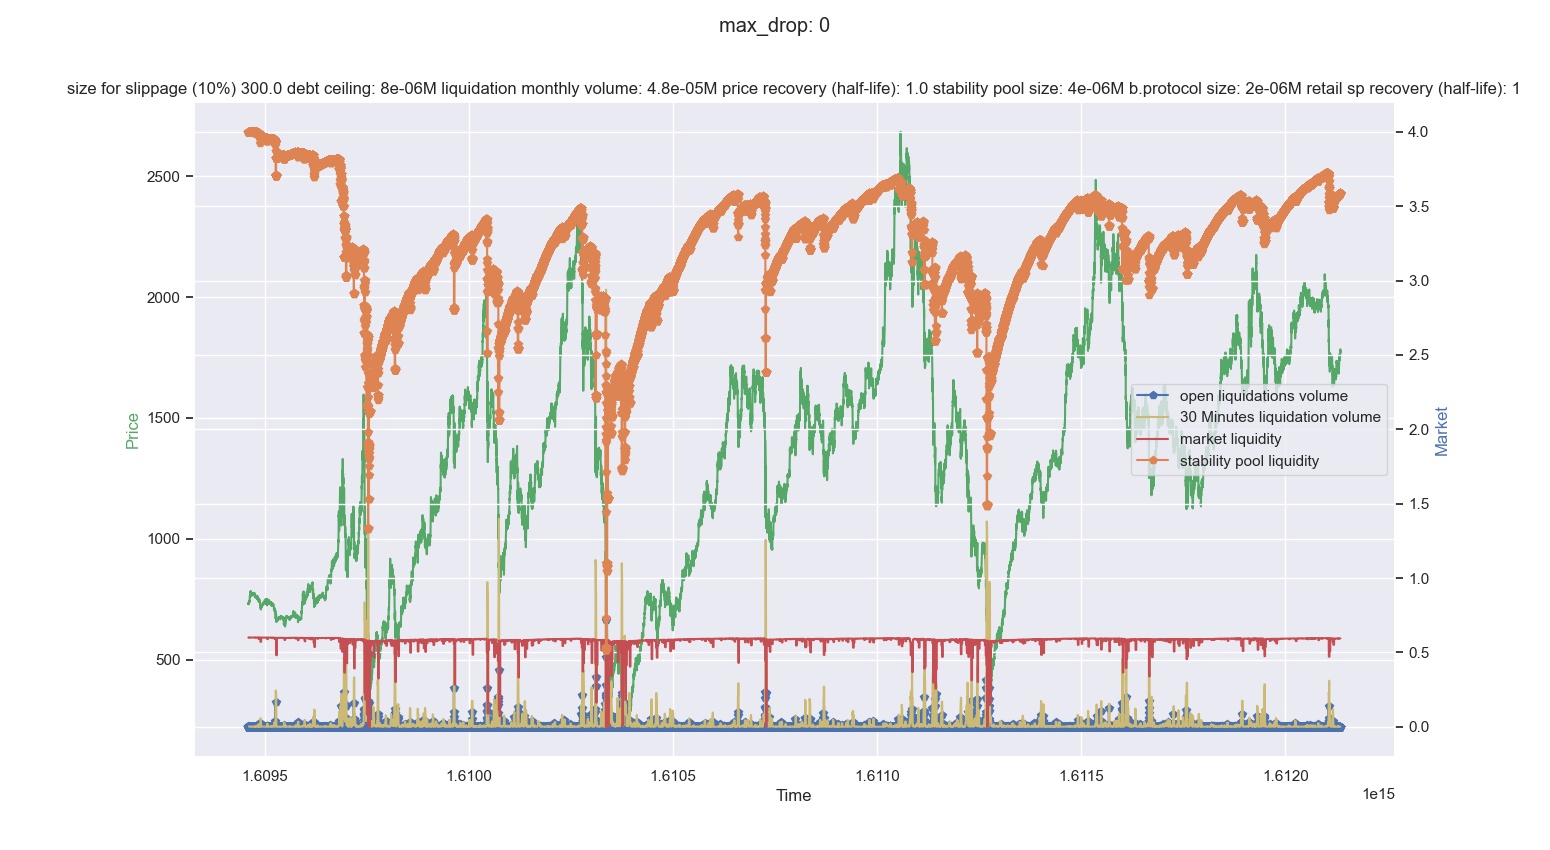 max_drop: 0
size for slippage (10%) 300.0 debt ceiling: 8e-06M liquidation monthly volume: 4.8e-05M price recovery (half-life): 1.0 stability pool size: 4e-06M b.protocol size: 2e-06M retail sp recovery (half-life): 1
2500
2000
1500
1000
500
Price
4.0
3.5
3.0
2.5
2.0
1.5
1.0
0.5
0.0
Market
open liquidations volume
30 Minutes liquidation volume
market liquidity
stability pool liquidity
1.6095 1.6100 1.6105 1.6110 1.6115 1.6120
1e15
Time